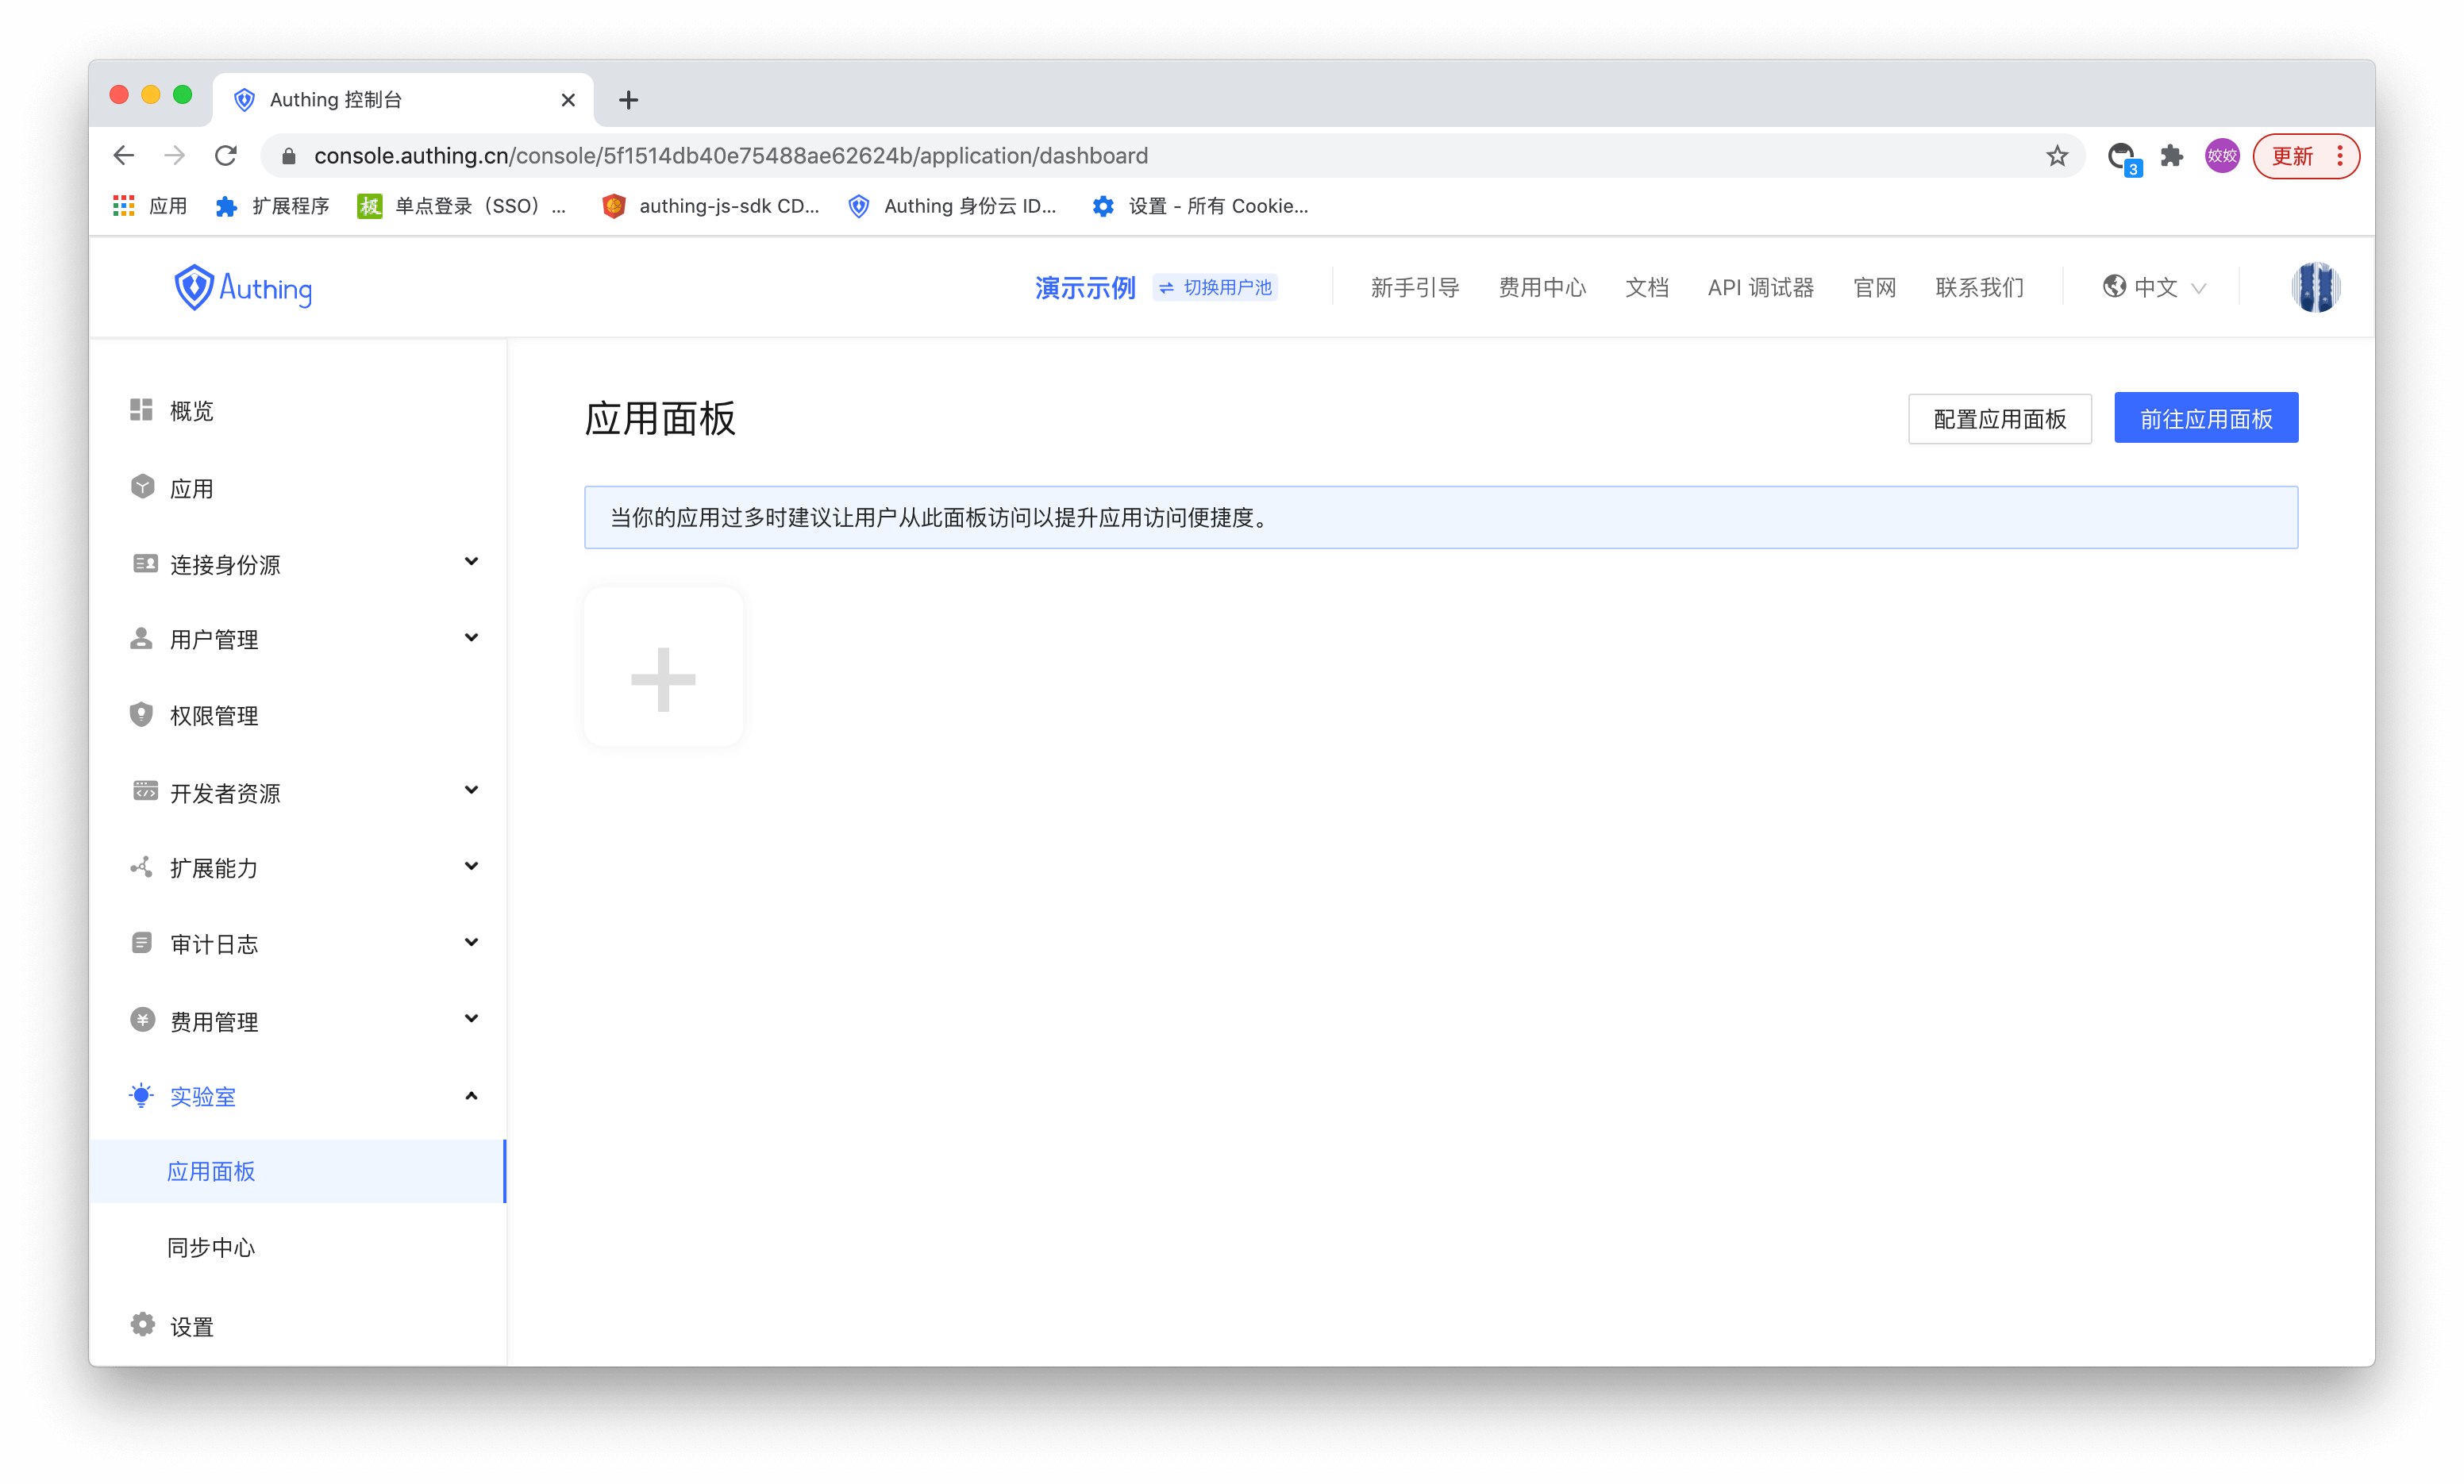 Authing 控制台
console.authing.cn/console/5f1514db40e75488ae62624b/application/dashboard
3
姣姣
更新
应用
扩展程序
极
单点登录（SSO）...
authing-js-sdk CD...
Authing 身份云 ID...
设置 - 所有 Cookie...
Authing
演示示例
切换用户池
新手引导
费用中心
文档
API 调试器
官网
联系我们
中文
概览
应用
连接身份源
用户管理
权限管理
开发者资源
扩展能力
审计日志
费用管理
实验室
应用面板
同步中心
设置
应用面板
配置应用面板
前往应用面板
当你的应用过多时建议让用户从此面板访问以提升应用访问便捷度。